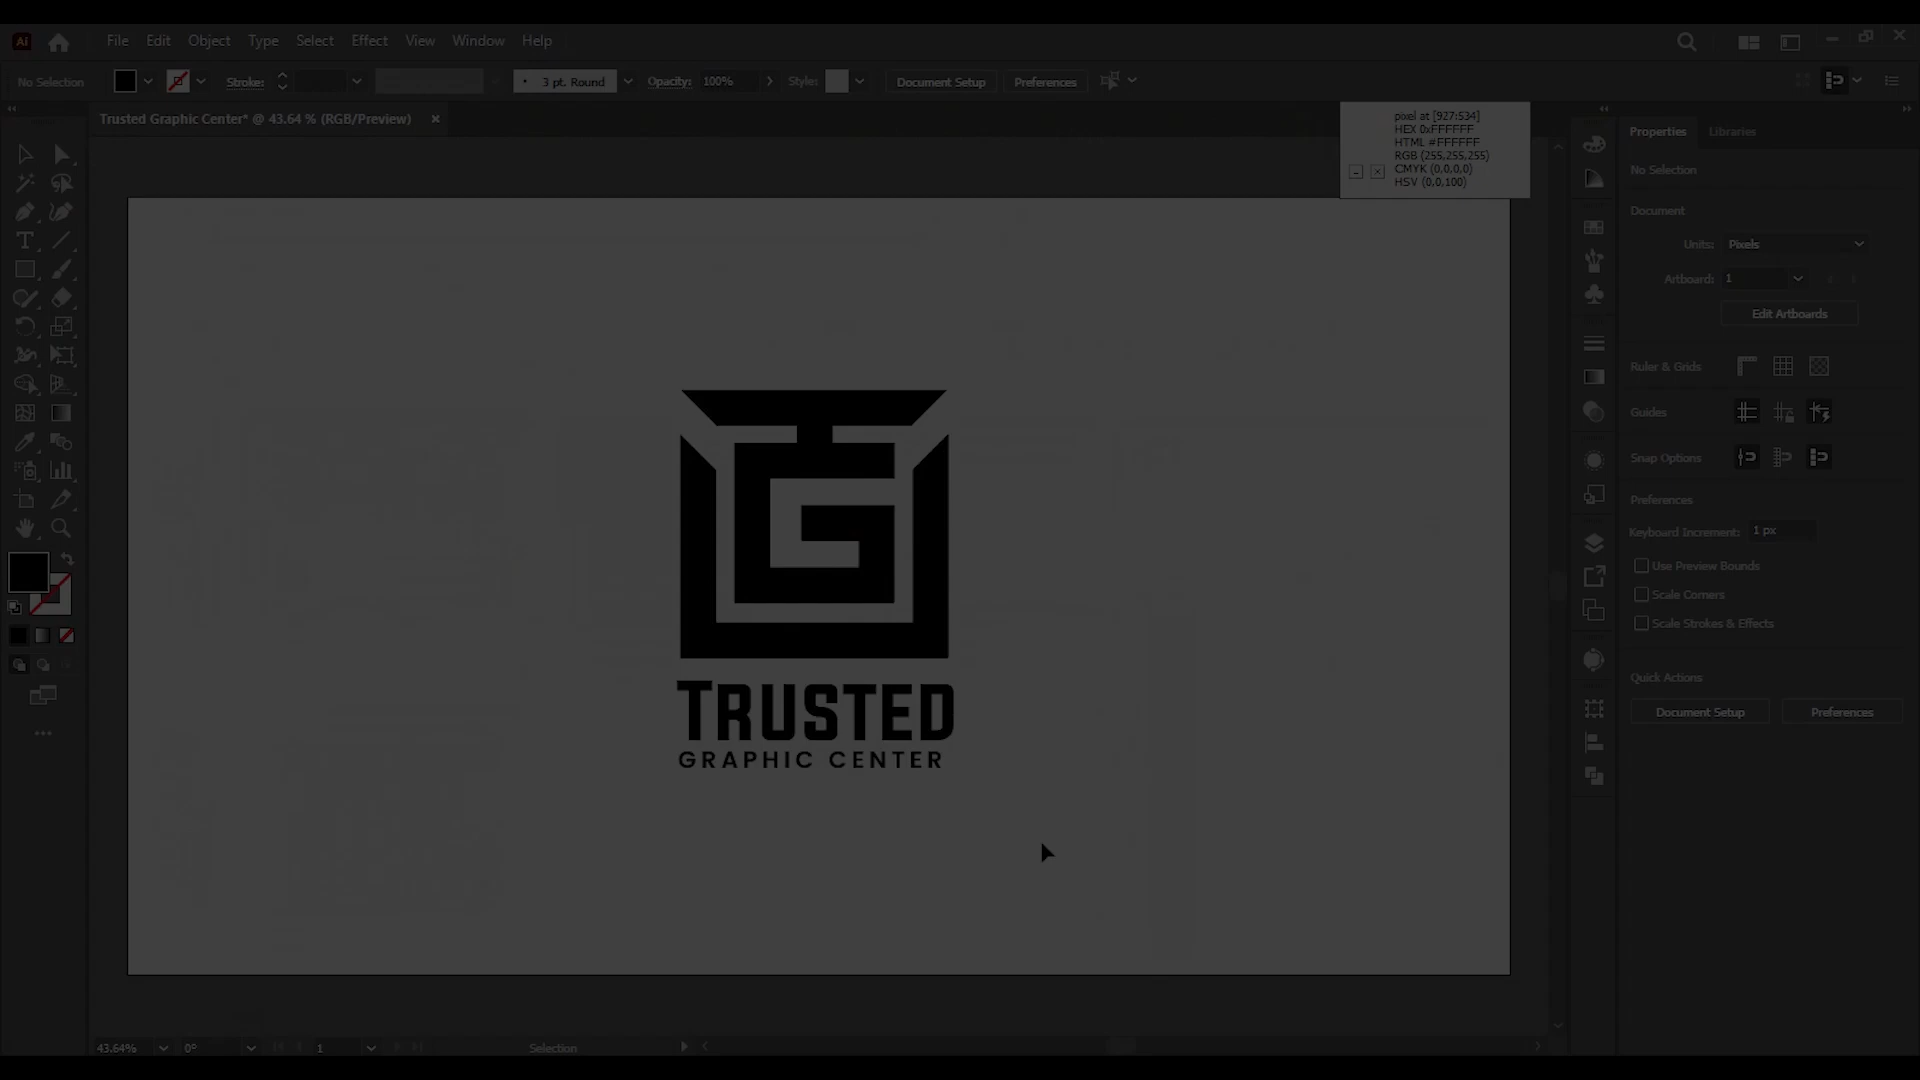 Ai File Edit Object Type Select Effect View Window Help
No Selection Stroke: 3 pt. Round Opacity: 100% Style: Document Setup Preferences
Trusted Graphic Center* @ 43.64 % (RGB/Preview)
pixel at [927:534]
HEX 0xFFFFFF
HTML #FFFFFF
RGB (255,255,255)
CMYK (0,0,0,0)
HSV (0,0,100)
Properties Libraries
No Selection
Document
Units: Pixels
Artboard: 1
Edit Artboards
Ruler & Grids
Guides
Snap Options
Preferences
Keyboard Increment: 1 px
Use Preview Bounds
Scale Corners
Scale Strokes & Effects
Quick Actions
Document Setup Preferences
TG
TRUSTED
GRAPHIC CENTER
43.64% 0° 1 Selection